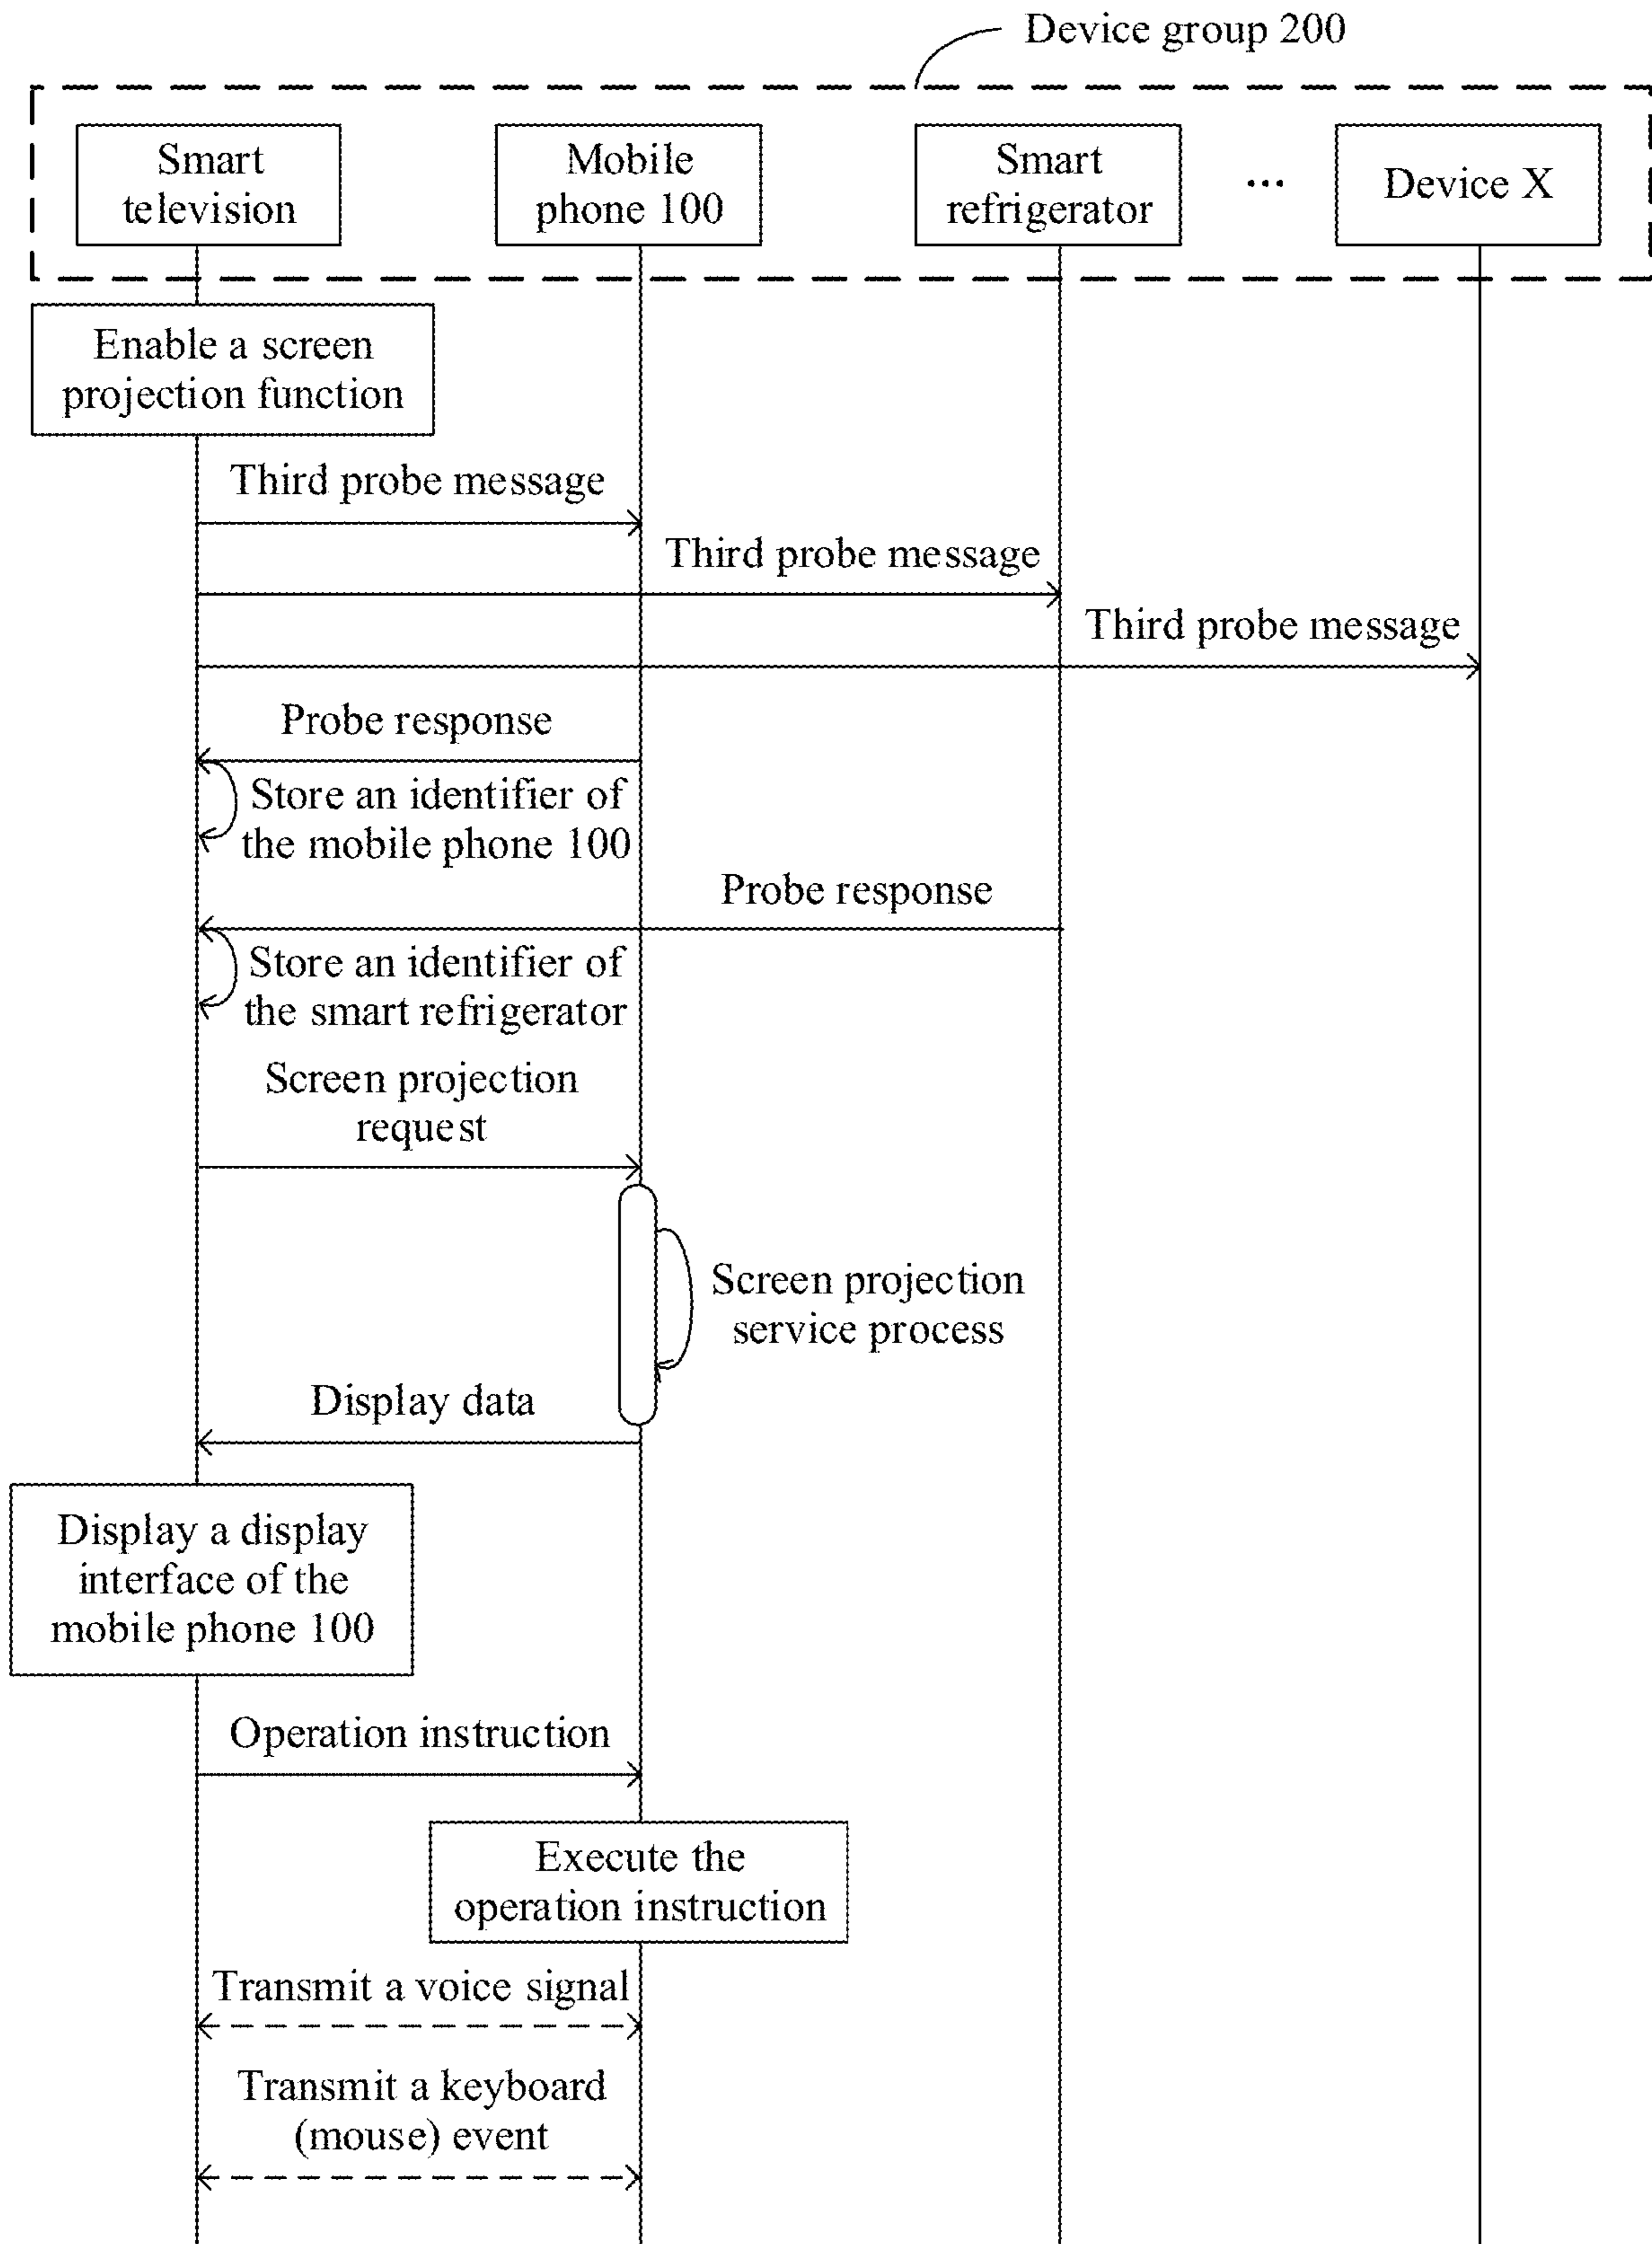 Device group 200
Smart
television
Mobile
phone 100
Smart
refrigerator
...
Device X
Enable a screen
projection function
Third probe message
Third probe message
Third probe message
Probe response
Store an identifier of
the mobile phone 100
Probe response
Store an identifier of
the smart refrigerator
Screen projection
request
Screen projection
service process
Display data
Display a display
interface of the
mobile phone 100
Operation instruction
Execute the
operation instruction
Transmit a voice signal
Transmit a keyboard
(mouse) event